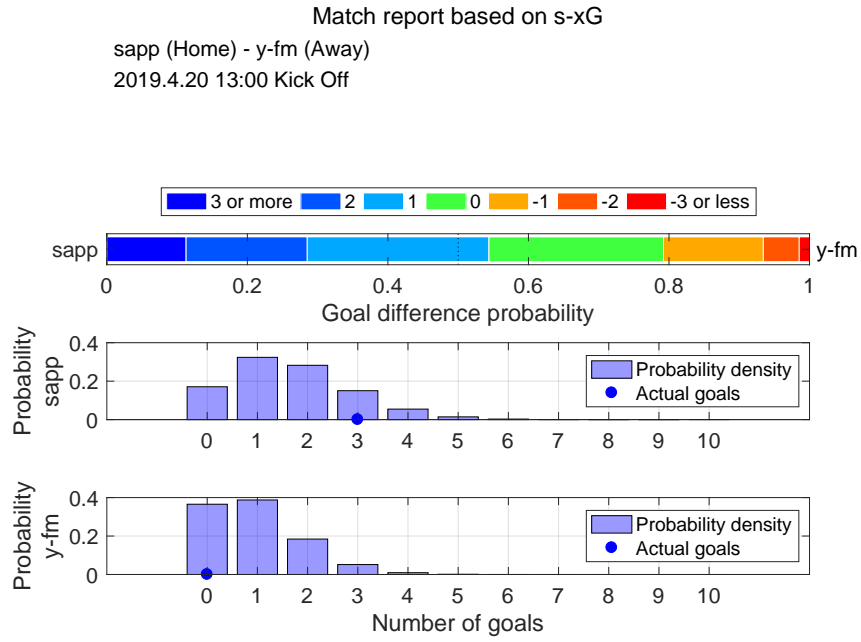 Match report based on s-xG
sapp (Home) - y-fm (Away)
2019.4.20 13:00 Kick Off
3 or more 2 1 0 -1 -2 -3 or less
sapp y-fm
0 0.2 0.4 0.6 0.8 1
Goal difference probability
Probability
sapp
0.4
0.2
0
Probability density
Actual goals
0 1 2 3 4 5 6 7 8 9 10
Probability
y-fm
0.4
0.2
0
Probability density
Actual goals
0 1 2 3 4 5 6 7 8 9 10
Number of goals